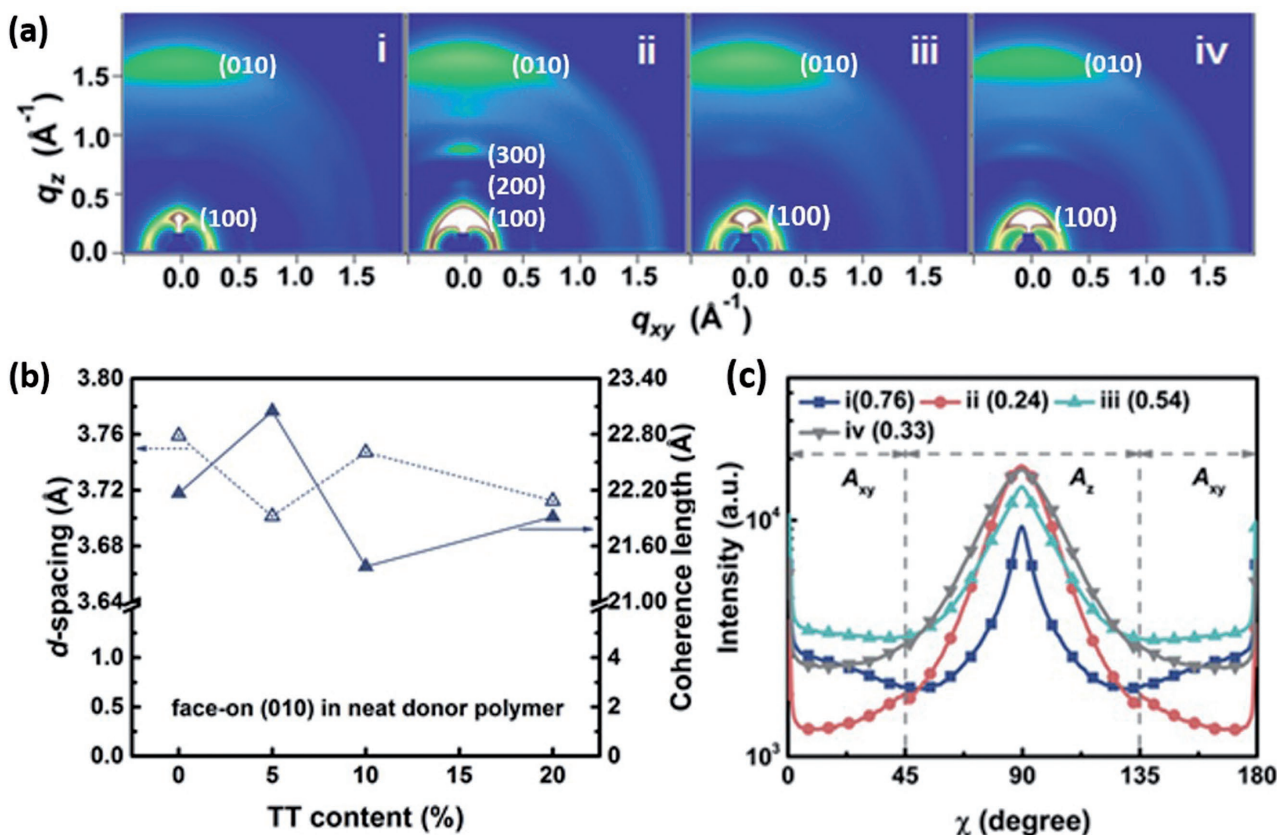 (a)
i
ii
iii
iv
(010)
(010)
(010)
(010)
(300)
(200)
(100)
(100)
(100)
(100)
1.5
1.0
0.5
0.0
q_z (Å⁻¹)
0.0 0.5 1.0 1.5
0.0 0.5 1.0 1.5
0.0 0.5 1.0 1.5
0.0 0.5 1.0 1.5
q_xy (Å⁻¹)
(b)
3.80
3.76
3.72
3.68
3.64
1.0
0.5
0.0
d-spacing (Å)
23.40
22.80
22.20
21.60
21.00
4
2
0
Coherence length (Å)
face-on (010) in neat donor polymer
0 5 10 15 20
TT content (%)
(c)
i(0.76) ii (0.24) iii (0.54)
iv (0.33)
A_xy A_z A_xy
10⁴
10³
Intensity (a.u.)
0 45 90 135 180
χ (degree)